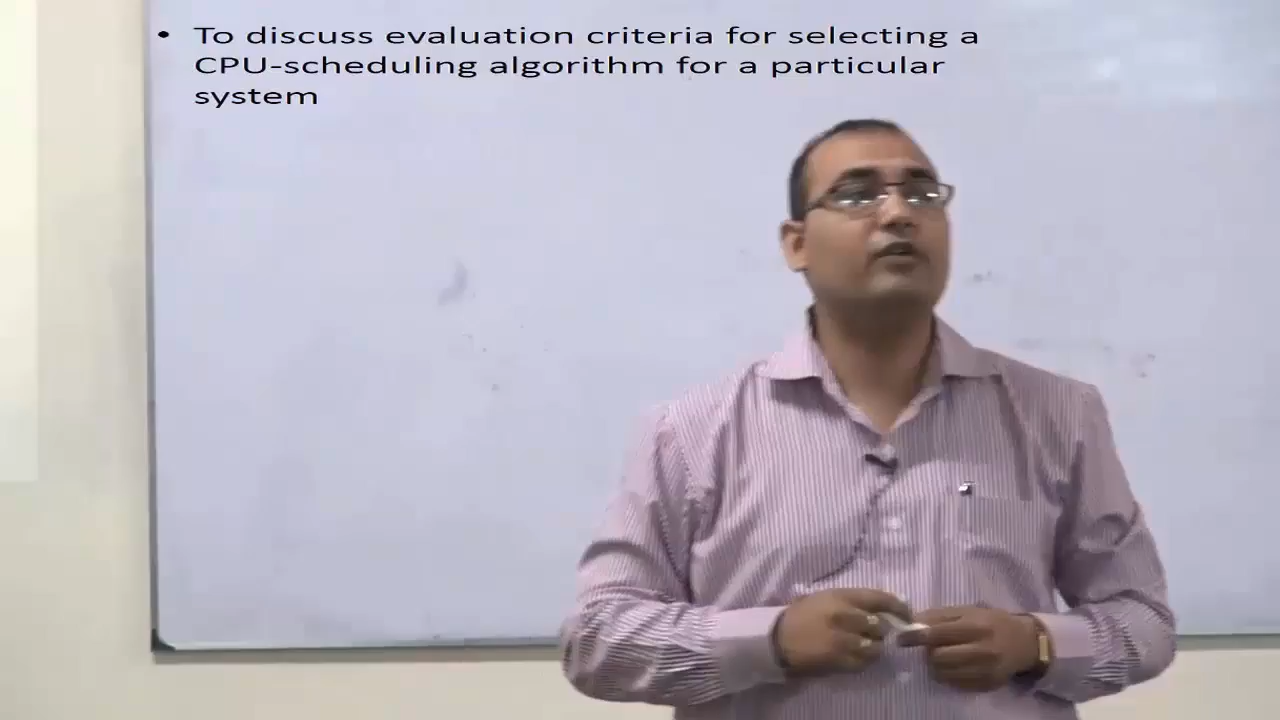 • To discuss evaluation criteria for selecting a
CPU-scheduling algorithm for a particular
system